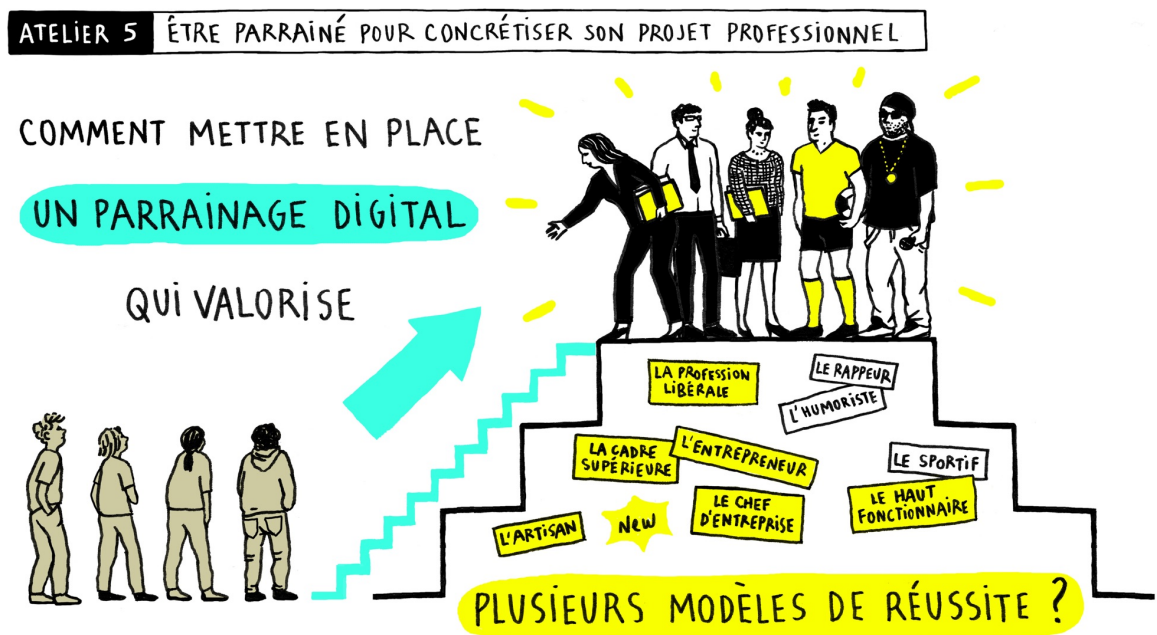 ATELIER 5 ÊTRE PARRAINÉ POUR CONCRÉTISER SON PROJET PROFESSIONNEL
COMMENT METTRE EN PLACE
UN PARRAINAGE DIGITAL
QUI VALORISE
LA PROFESSION
LIBÉRALE
LE RAPPEUR
L'HUMORISTE
LA CADRE
SUPÉRIEURE
L'ENTREPRENEUR
LE SPORTIF
L'ARTISAN
NEW
LE CHEF
D'ENTREPRISE
LE HAUT
FONCTIONNAIRE
PLUSIEURS MODÈLES DE RÉUSSITE ?